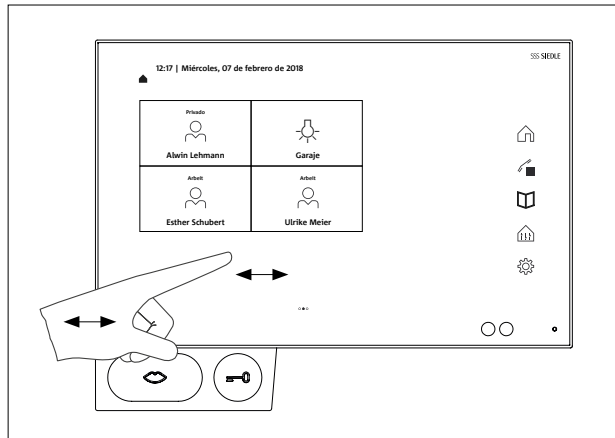 SSS SIEDLE
12:17 | Miércoles, 07 de febrero de 2018
Privado
Alwin Lehmann
Garaje
Arbeit
Esther Schubert
Arbeit
Ulrike Meier